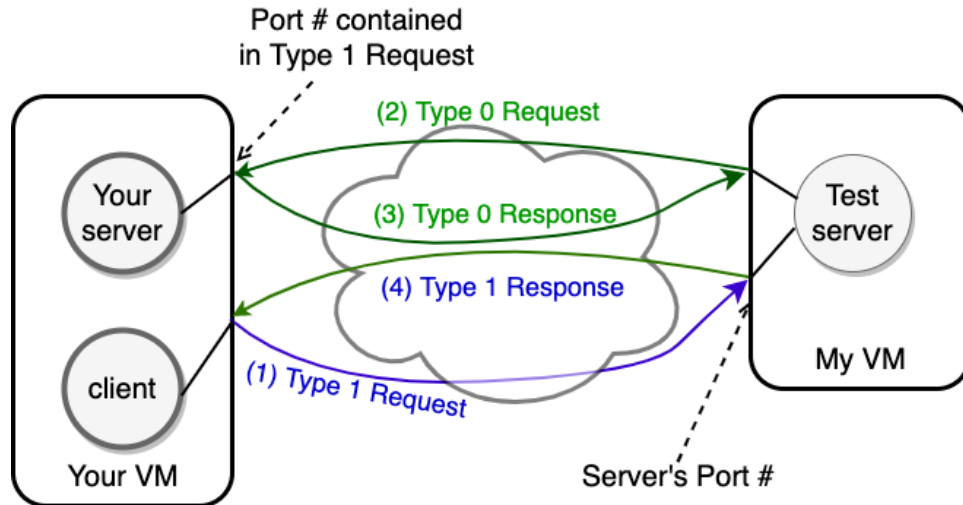 Port # contained
in Type 1 Request
(2) Type 0 Request
Your
server
(3) Type 0 Response
Test
server
(4) Type 1 Response
client
(1) Type 1 Request
My VM
Your VM
Server's Port #